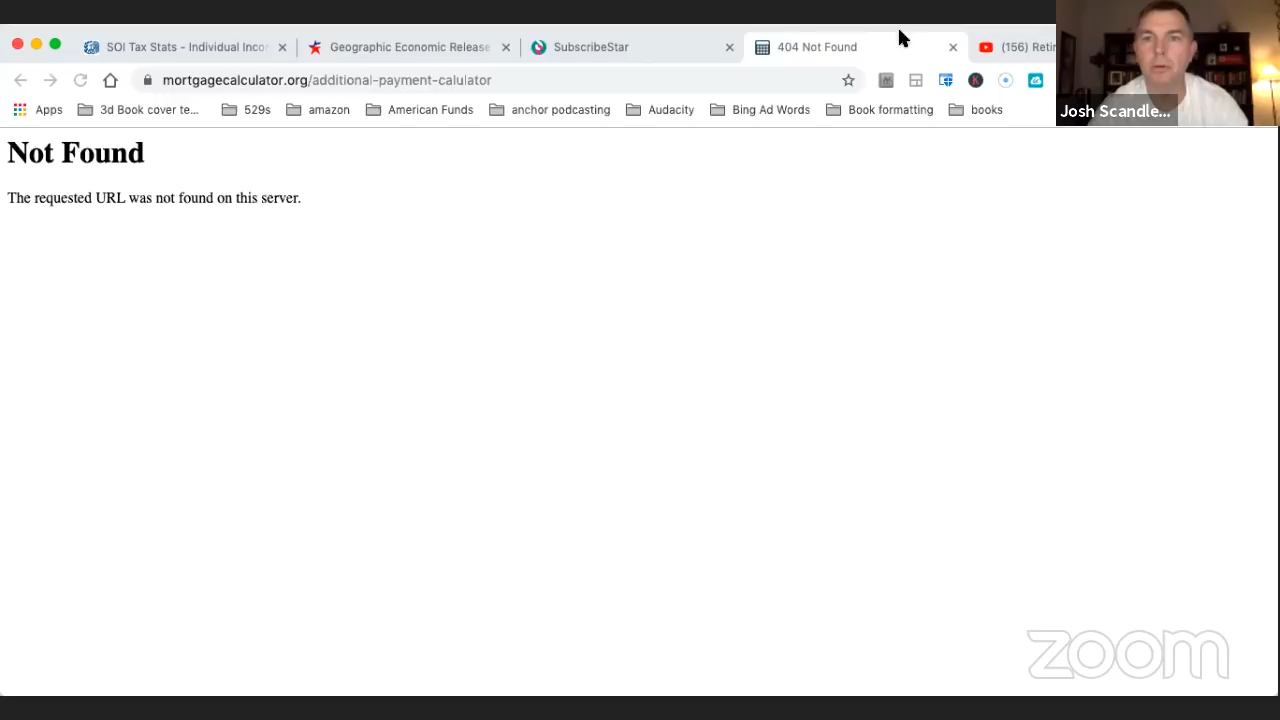 SOI Tax Stats - Individual Inco
Geographic Economic Release
SubscribeStar
404 Not Found
(156) Retir
mortgagecalculator.org/additional-payment-calulator
Apps
3d Book cover te...
529s
amazon
American Funds
anchor podcasting
Audacity
Bing Ad Words
Book formatting
books
Josh Scandle...
Not Found
The requested URL was not found on this server.
zoom